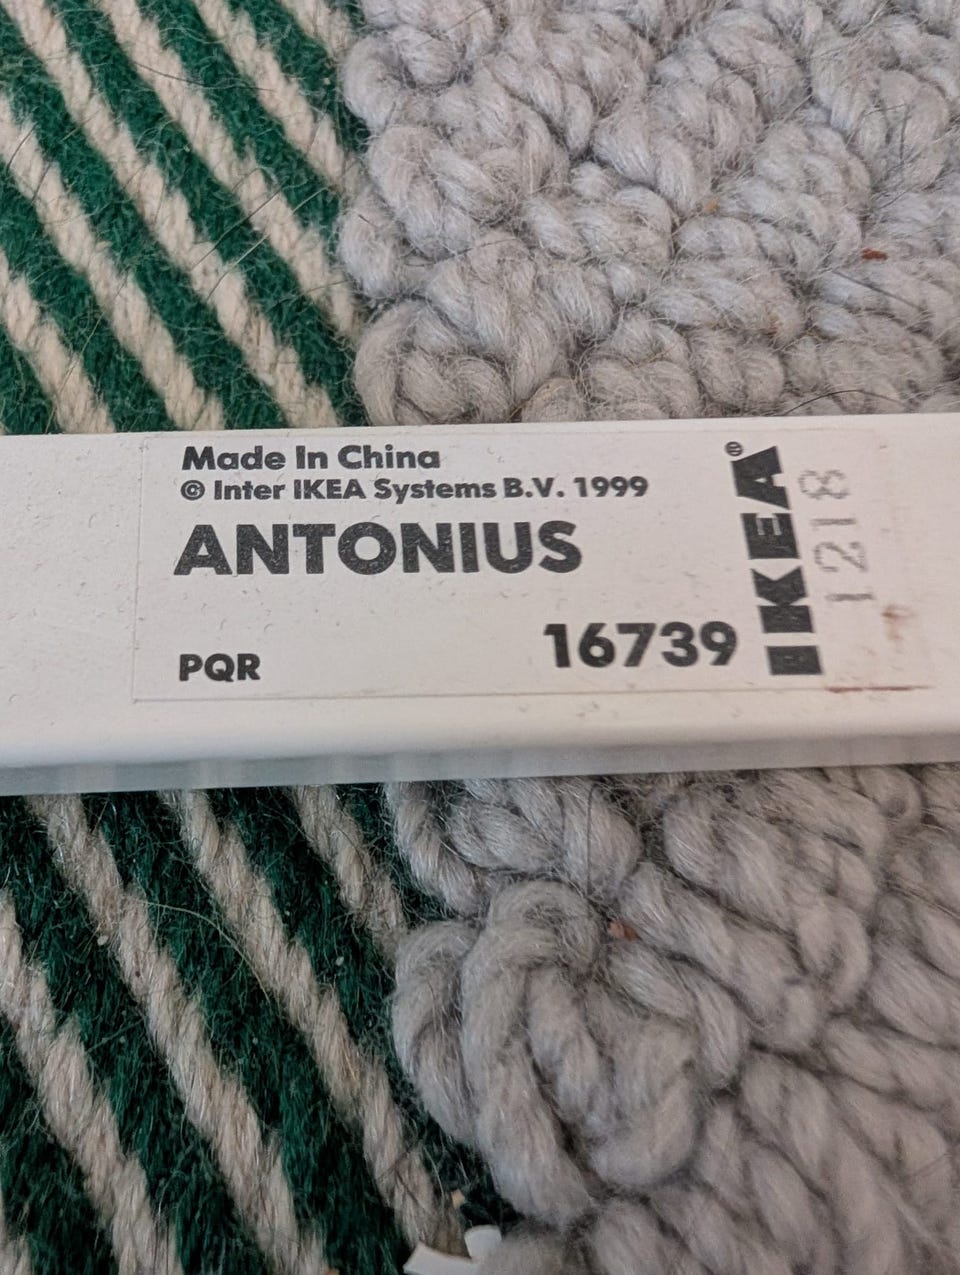 Made In China
© Inter IKEA Systems B.V. 1999
ANTONIUS
PQR
16739
IKEA®
1218